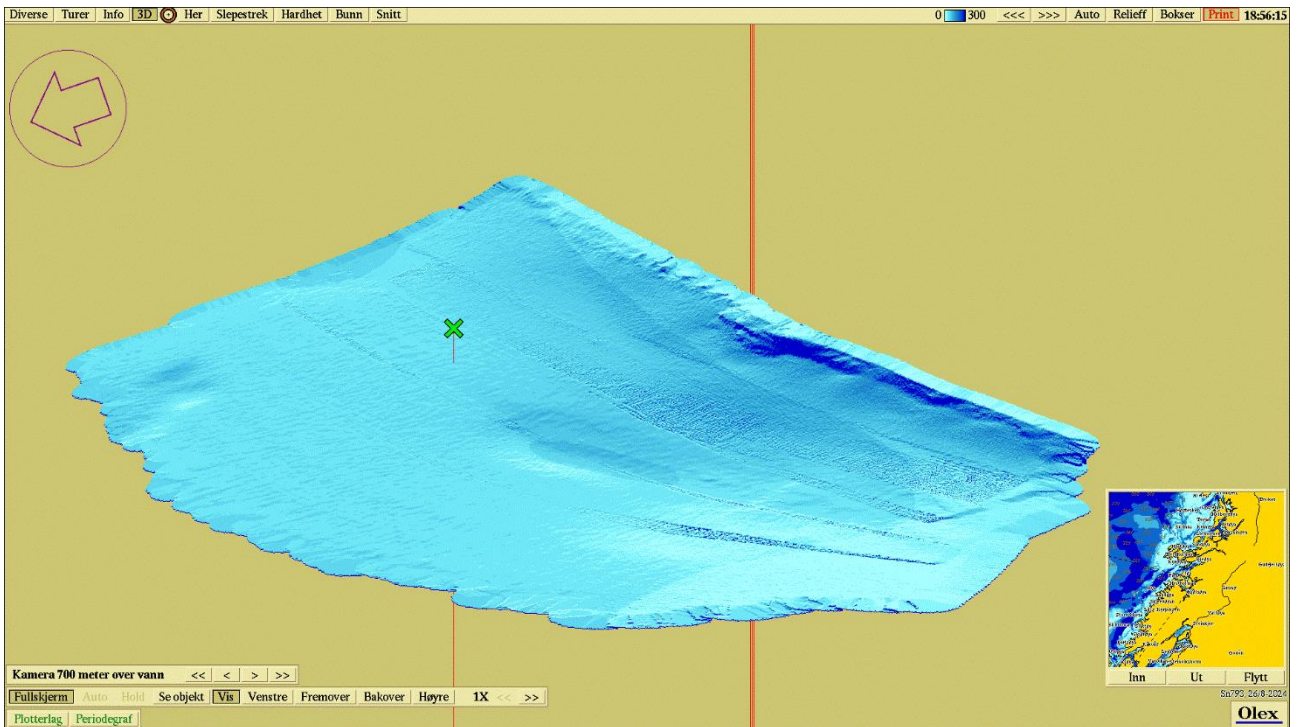 Diverse Turer Info 3D Her Slepestrek Hardhet Bunn Snitt 0 300 <<< >>> Auto Relieff Bokser Print 18:56:15
Kamera 700 meter over vann << < > >>
Inn Ut Flytt
Fullskjerm Auto Hold Se objekt Vis Venstre Fremover Bakover Høyre 1X << >>
Sn793, 26/8-2024
Plotterlag Periodegraf
Olex